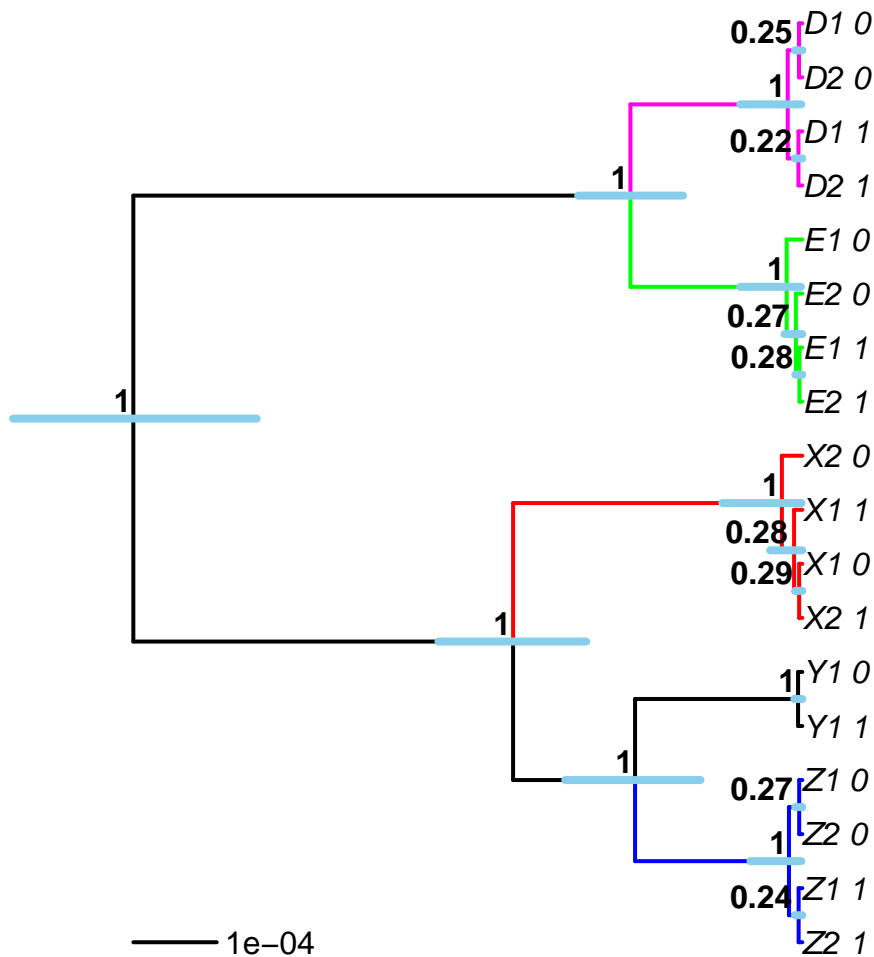 0.25
D1 0
D2 0
1
0.22
D1 1
D2 1
1
E1 0
1
E2 0
0.27
E1 1
0.28
E2 1
1
X2 0
1
X1 1
0.28
X1 0
0.29
X2 1
1
Y1 0
1
Y1 1
1
Z1 0
0.27
Z2 0
1
Z1 1
0.24
Z2 1
1e−04